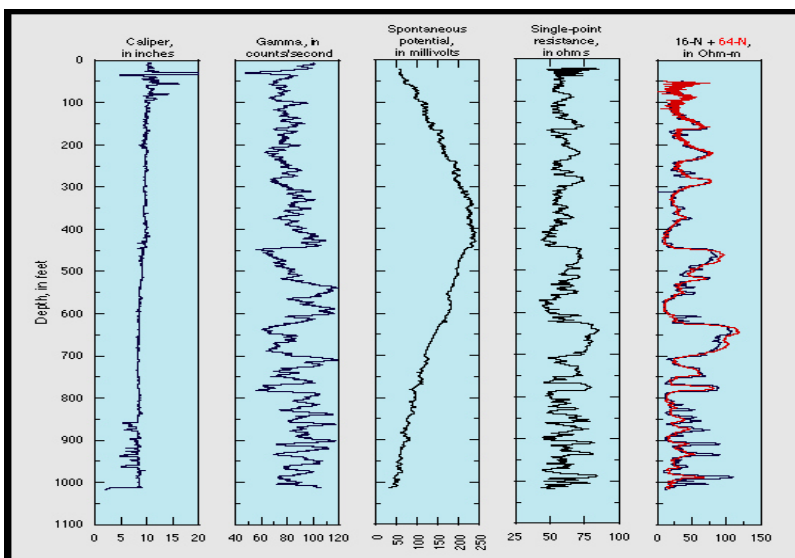 Caliper,
in inches
Gamma, in
counts/second
Spontaneous
potential,
in millivolts
Single-point
resistance,
in ohms
16-N + 64-N,
in Ohm-m
Depth, in feet
0
100
200
300
400
500
600
700
800
900
1000
1100
0 5 10 15 20
40 60 80 100 120
0 50 100 150 200 250
25 50 75 100
0 50 100 150